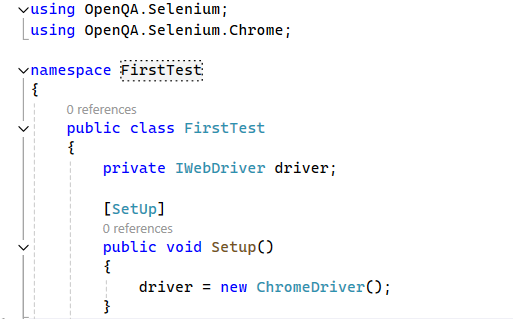 using OpenQA.Selenium;
using OpenQA.Selenium.Chrome;
namespace FirstTest
{
0 references
public class FirstTest
{
private IWebDriver driver;
[SetUp]
0 references
public void Setup()
{
driver = new ChromeDriver();
}